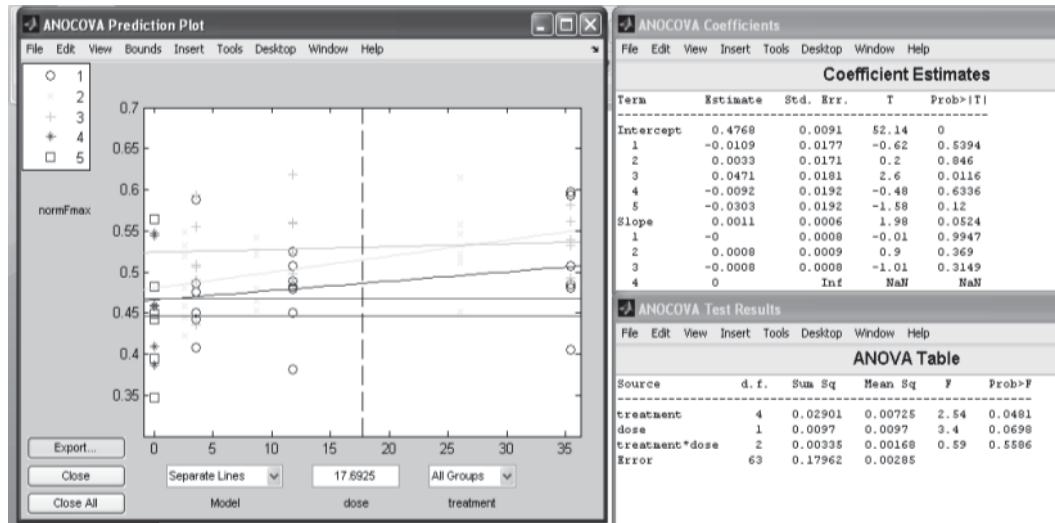 ANOCOVA Prediction Plot
File Edit View Bounds Insert Tools Desktop Window Help
1
2
3
4
5
normFmax
0.7
0.65
0.6
0.55
0.5
0.45
0.4
0.35
0 5 10 15 20 25 30 35
Export...
Close
Close All
Separate Lines
17.6925
All Groups
Model
dose
treatment
ANOCOVA Coefficients
File Edit View Insert Tools Desktop Window Help
Coefficient Estimates
Term Estimate Std. Err. T Prob>|T|
Intercept 0.4768 0.0091 52.14 0
1 -0.0109 0.0177 -0.62 0.5394
2 0.0033 0.0171 0.2 0.846
3 0.0471 0.0181 2.6 0.0116
4 -0.0092 0.0192 -0.48 0.6336
5 -0.0303 0.0192 -1.58 0.12
Slope 0.0011 0.0006 1.98 0.0524
1 -0 0.0008 -0.01 0.9947
2 0.0008 0.0009 0.9 0.369
3 -0.0008 0.0008 -1.01 0.3149
4 0 Inf NaN NaN
ANOCOVA Test Results
File Edit View Insert Tools Desktop Window Help
ANOVA Table
Source d.f. Sum Sq Mean Sq F Prob>F
treatment 4 0.02901 0.00725 2.54 0.0481
dose 1 0.0097 0.0097 3.4 0.0698
treatment*dose 2 0.00335 0.00168 0.59 0.5586
Error 63 0.17962 0.00285